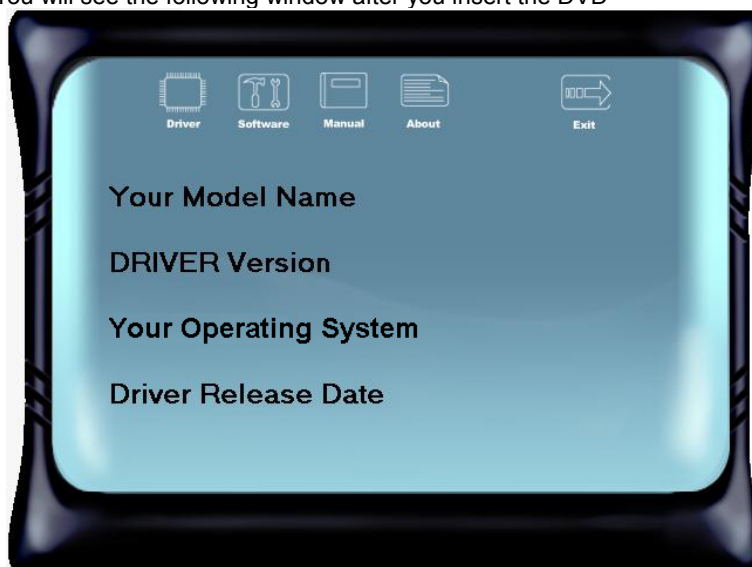 You will see the following window after you insert the DVD
Driver Software Manual About Exit
Your Model Name
DRIVER Version
Your Operating System
Driver Release Date